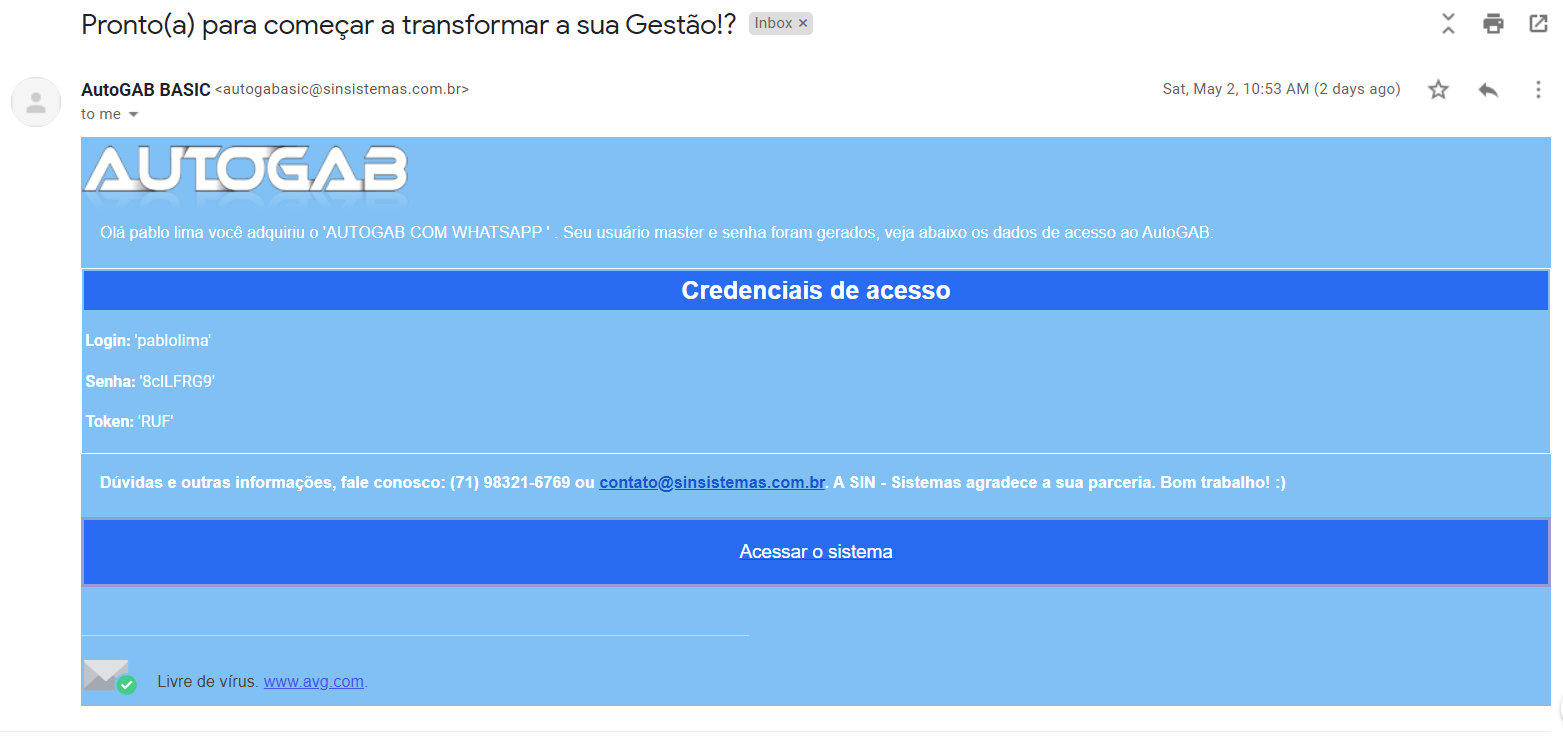 Pronto(a) para começar a transformar a sua Gestão!? Inbox ×
AutoGAB BASIC <autogabasic@sinsistemas.com.br> Sat, May 2, 10:53 AM (2 days ago)
to me
AUTOGAB
Olá pablo lima você adquiriu o 'AUTOGAB COM WHATSAPP ' . Seu usuário master e senha foram gerados, veja abaixo os dados de acesso ao AutoGAB:
Credenciais de acesso
Login: 'pablolima'
Senha: '8cILFRG9'
Token: 'RUF'
Dúvidas e outras informações, fale conosco: (71) 98321-6769 ou contato@sinsistemas.com.br. A SIN - Sistemas agradece a sua parceria. Bom trabalho! :)
Acessar o sistema
Livre de vírus. www.avg.com.